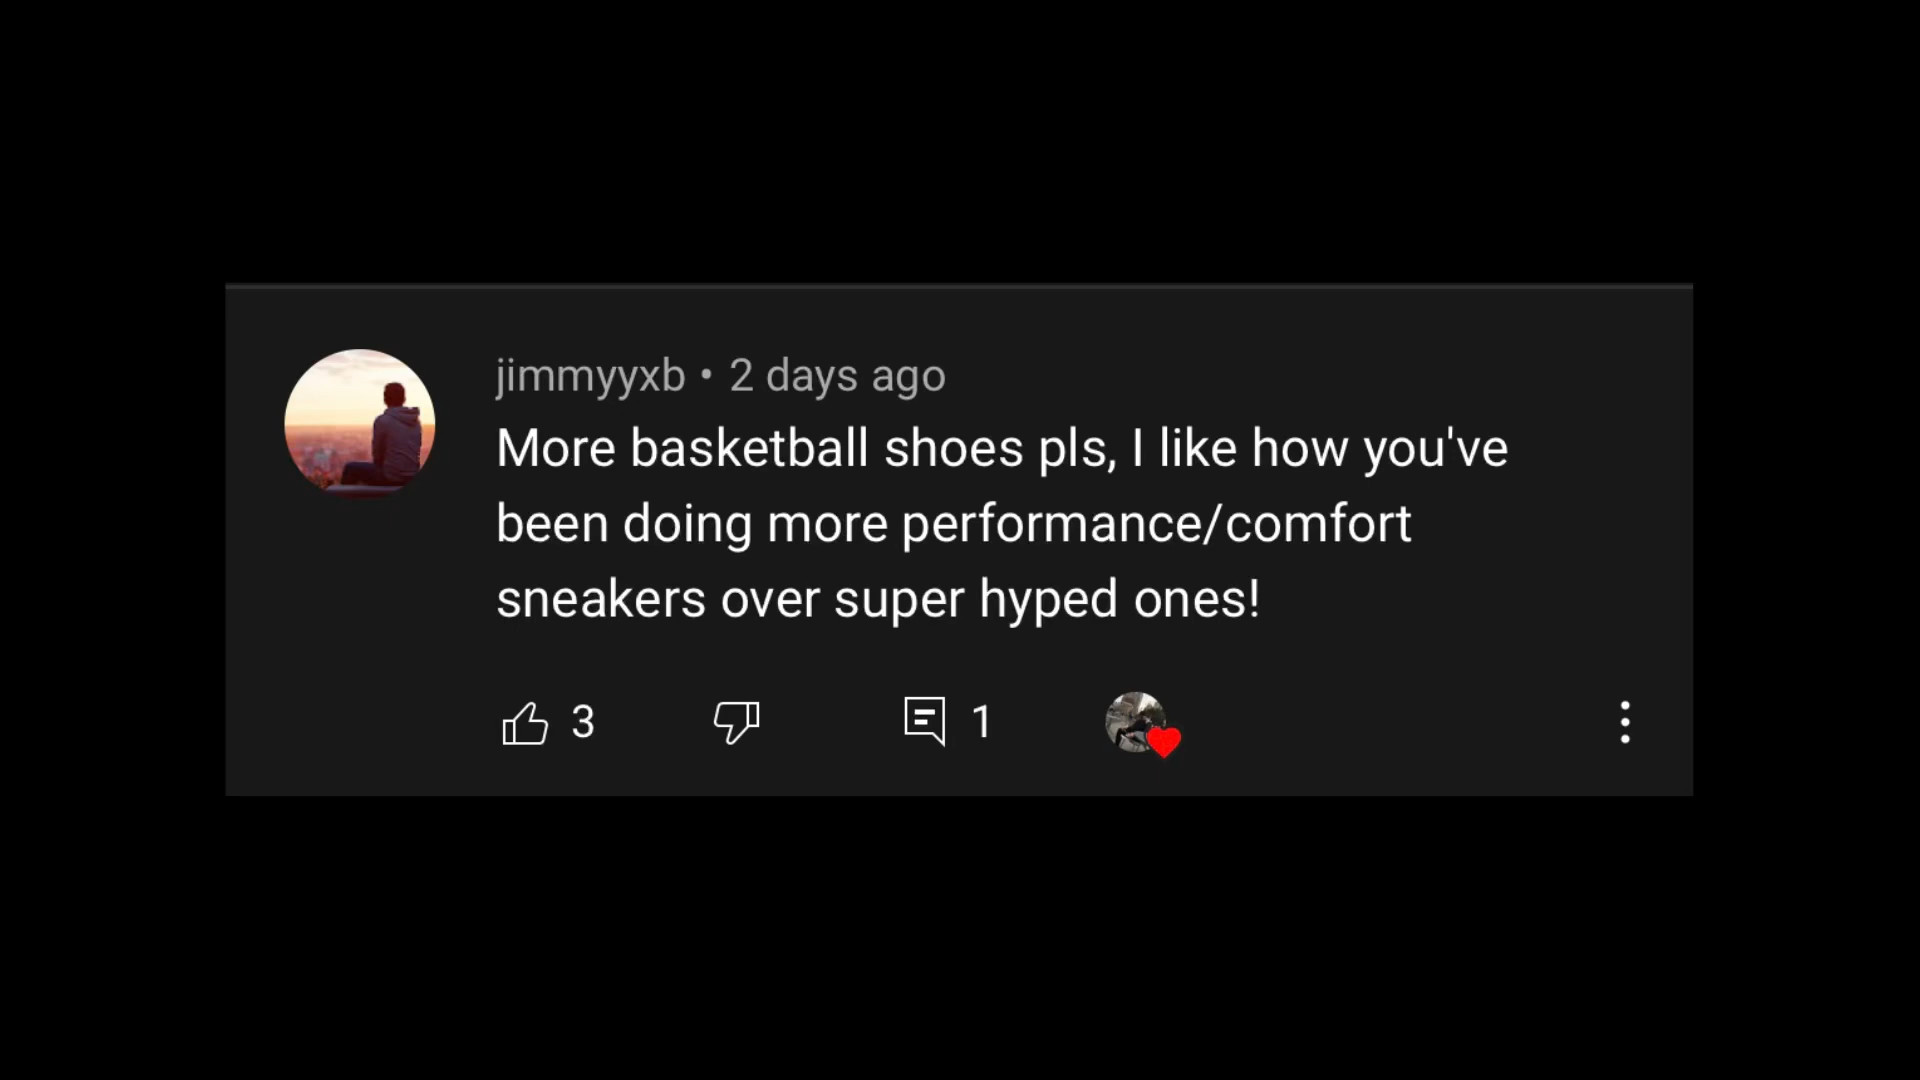 jimmyyxb • 2 days ago
More basketball shoes pls, I like how you've
been doing more performance/comfort
sneakers over super hyped ones!
3 1